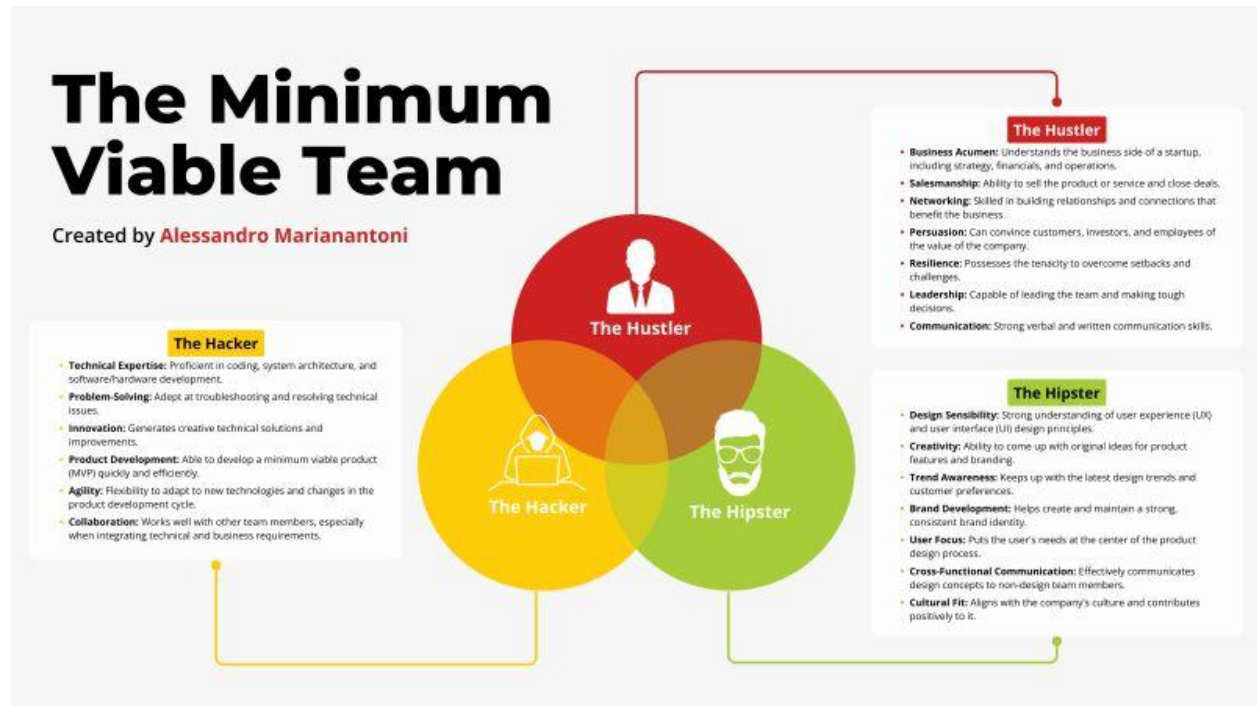 The Minimum
Viable Team
Created by Alessandro Marianantoni
The Hustler
• Business Acumen: Understands the business side of a startup,
including strategy, financials, and operations.
• Salesmanship: Ability to sell the product or service and close deals.
• Networking: Skilled in building relationships and connections that
benefit the business.
• Persuasion: Can convince customers, investors, and employees of
the value of the company.
• Resilience: Possesses the tenacity to overcome setbacks and
challenges.
• Leadership: Capable of leading the team and making tough
decisions.
• Communication: Strong verbal and written communication skills.
The Hustler
The Hacker
• Technical Expertise: Proficient in coding, system architecture, and
software/hardware development.
• Problem-Solving: Adept at troubleshooting and resolving technical
issues.
• Innovation: Generates creative technical solutions and
improvements.
• Product Development: Able to develop a minimum viable product
(MVP) quickly and efficiently.
• Agility: Flexibility to adapt to new technologies and changes in the
product development cycle.
• Collaboration: Works well with other team members, especially
when integrating technical and business requirements.
The Hacker
The Hipster
The Hipster
• Design Sensibility: Strong understanding of user experience (UX)
and user interface (UI) design principles.
• Creativity: Ability to come up with original ideas for product
features and branding.
• Trend Awareness: Keeps up with the latest design trends and
customer preferences.
• Brand Development: Helps create and maintain a strong,
consistent brand identity.
• User Focus: Puts the user's needs at the center of the product
design process.
• Cross-Functional Communication: Effectively communicates
design concepts to non-design team members.
• Cultural Fit: Aligns with the company's culture and contributes
positively to it.